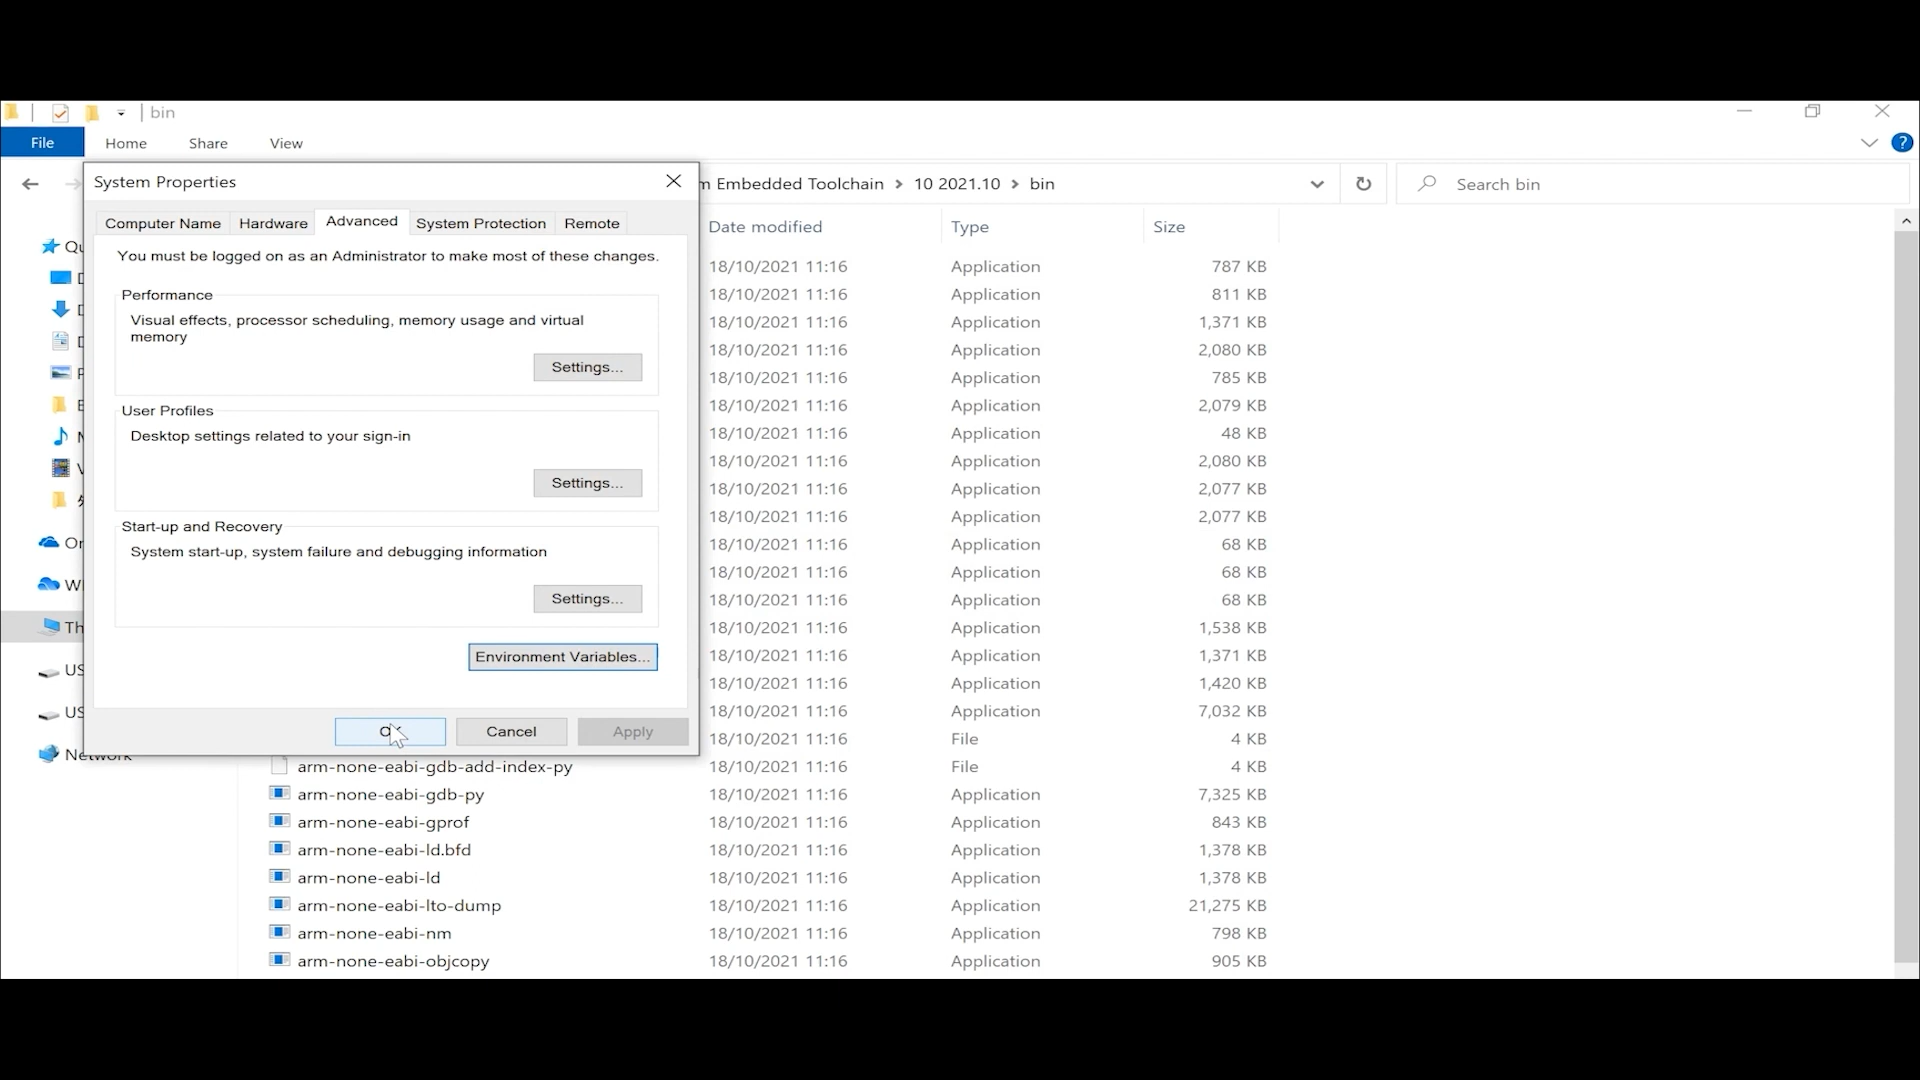 bin
File Home Share View
System Properties
Embedded Toolchain > 10 2021.10 > bin
Search bin
Computer Name Hardware Advanced System Protection Remote
Date modified Type Size
You must be logged on as an Administrator to make most of these changes.
Performance
Visual effects, processor scheduling, memory usage and virtual
memory
Settings...
User Profiles
Desktop settings related to your sign-in
Settings...
Start-up and Recovery
System start-up, system failure and debugging information
Settings...
Environment Variables...
Cancel Apply
18/10/2021 11:16 Application 787 KB
18/10/2021 11:16 Application 811 KB
18/10/2021 11:16 Application 1,371 KB
18/10/2021 11:16 Application 2,080 KB
18/10/2021 11:16 Application 785 KB
18/10/2021 11:16 Application 2,079 KB
18/10/2021 11:16 Application 48 KB
18/10/2021 11:16 Application 2,080 KB
18/10/2021 11:16 Application 2,077 KB
18/10/2021 11:16 Application 2,077 KB
18/10/2021 11:16 Application 68 KB
18/10/2021 11:16 Application 68 KB
18/10/2021 11:16 Application 68 KB
18/10/2021 11:16 Application 1,538 KB
18/10/2021 11:16 Application 1,371 KB
18/10/2021 11:16 Application 1,420 KB
18/10/2021 11:16 Application 7,032 KB
18/10/2021 11:16 File 4 KB
Network
arm-none-eabi-gdb-add-index-py 18/10/2021 11:16 File 4 KB
arm-none-eabi-gdb-py 18/10/2021 11:16 Application 7,325 KB
arm-none-eabi-gprof 18/10/2021 11:16 Application 843 KB
arm-none-eabi-ld.bfd 18/10/2021 11:16 Application 1,378 KB
arm-none-eabi-ld 18/10/2021 11:16 Application 1,378 KB
arm-none-eabi-lto-dump 18/10/2021 11:16 Application 21,275 KB
arm-none-eabi-nm 18/10/2021 11:16 Application 798 KB
arm-none-eabi-objcopy 18/10/2021 11:16 Application 905 KB